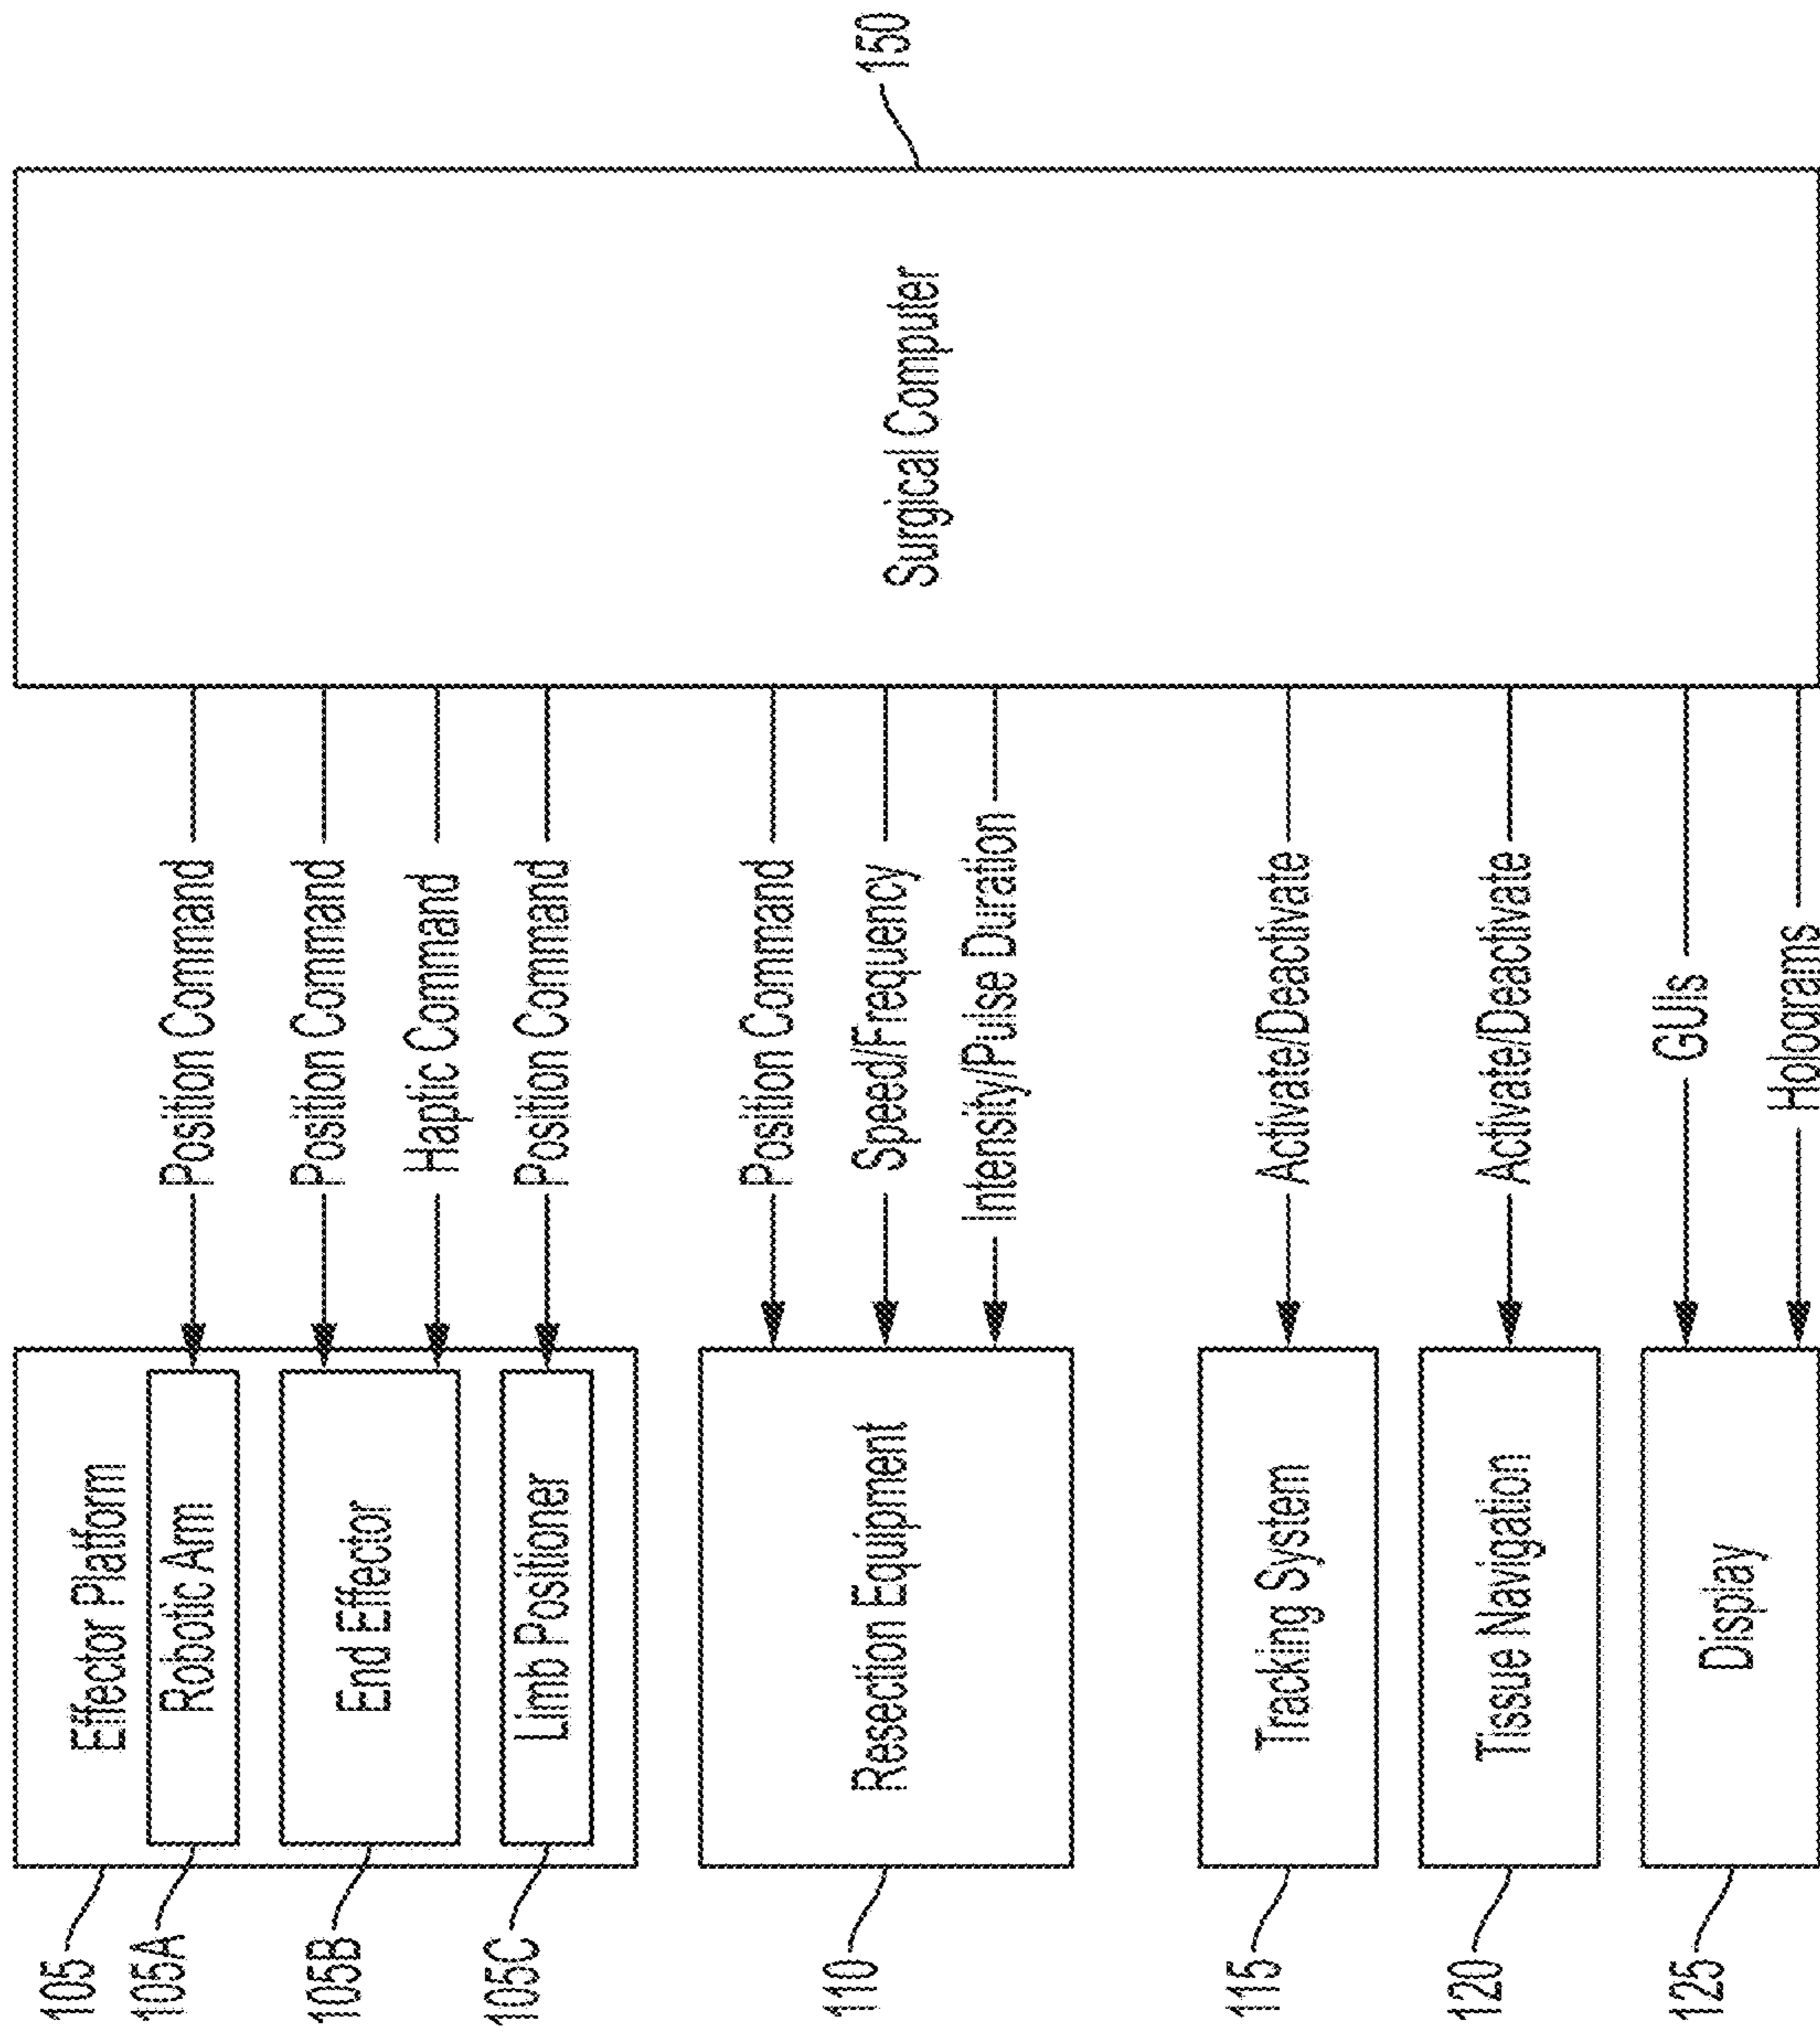 105
Effector Platform
105A
Robotic Arm
Position Command
105B
End Effector
Position Command
Haptic Command
105C
Limb Positioner
Position Command
110
Resection Equipment
Position Command
Speed/Frequency
Intensity/Pulse Duration
115
Tracking System
Activate/Deactivate
120
Tissue Navigation
Activate/Deactivate
125
Display
GUIs
Holograms
Surgical Computer
150